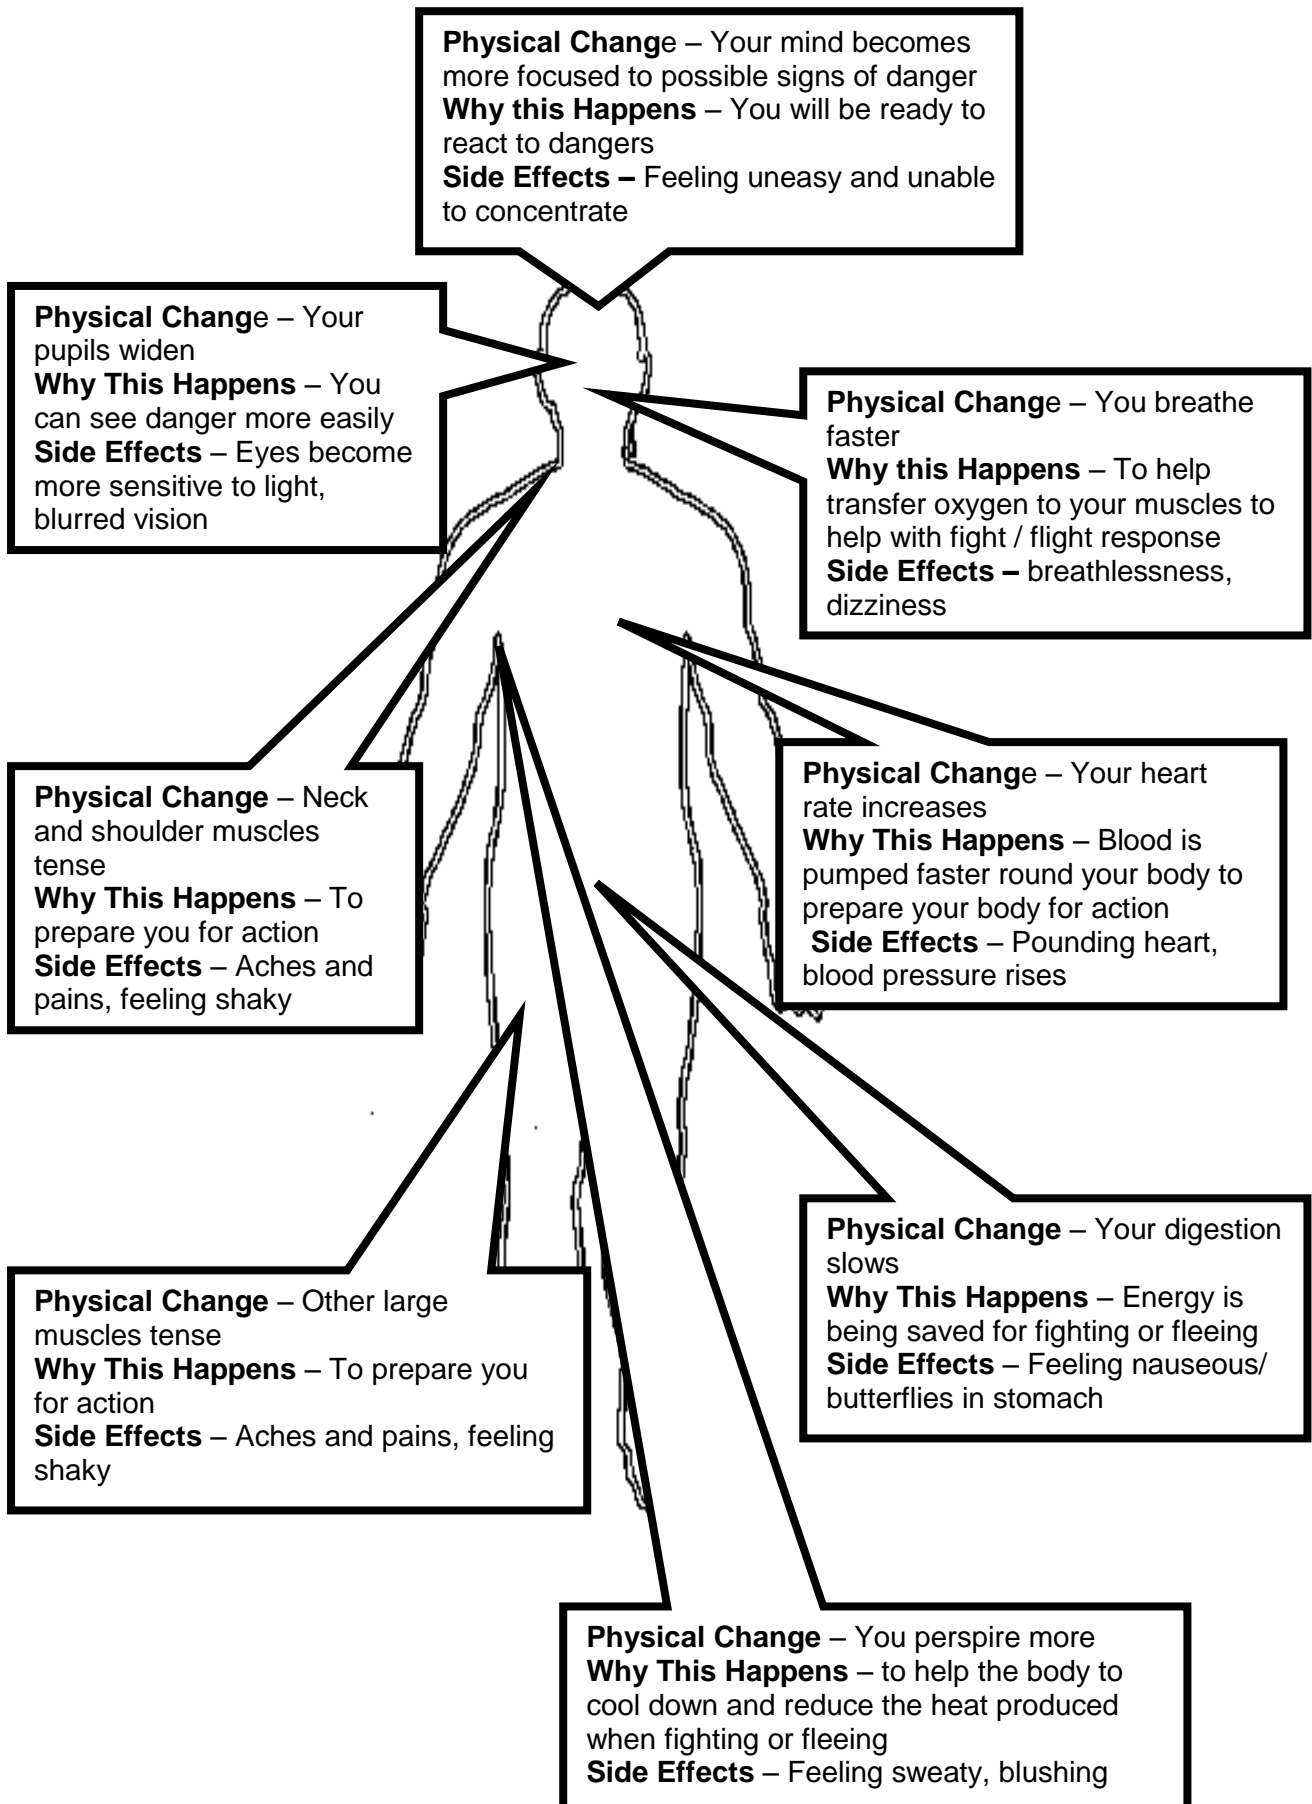 Physical Change – Your mind becomes
more focused to possible signs of danger
Why this Happens – You will be ready to
react to dangers
Side Effects – Feeling uneasy and unable
to concentrate
Physical Change – Your
pupils widen
Why This Happens – You
can see danger more easily
Side Effects – Eyes become
more sensitive to light,
blurred vision
Physical Change – You breathe
faster
Why this Happens – To help
transfer oxygen to your muscles to
help with fight / flight response
Side Effects – breathlessness,
dizziness
Physical Change – Neck
and shoulder muscles
tense
Why This Happens – To
prepare you for action
Side Effects – Aches and
pains, feeling shaky
Physical Change – Your heart
rate increases
Why This Happens – Blood is
pumped faster round your body to
prepare your body for action
Side Effects – Pounding heart,
blood pressure rises
Physical Change – Your digestion
slows
Why This Happens – Energy is
being saved for fighting or fleeing
Side Effects – Feeling nauseous/
butterflies in stomach
Physical Change – Other large
muscles tense
Why This Happens – To prepare you
for action
Side Effects – Aches and pains, feeling
shaky
Physical Change – You perspire more
Why This Happens – to help the body to
cool down and reduce the heat produced
when fighting or fleeing
Side Effects – Feeling sweaty, blushing